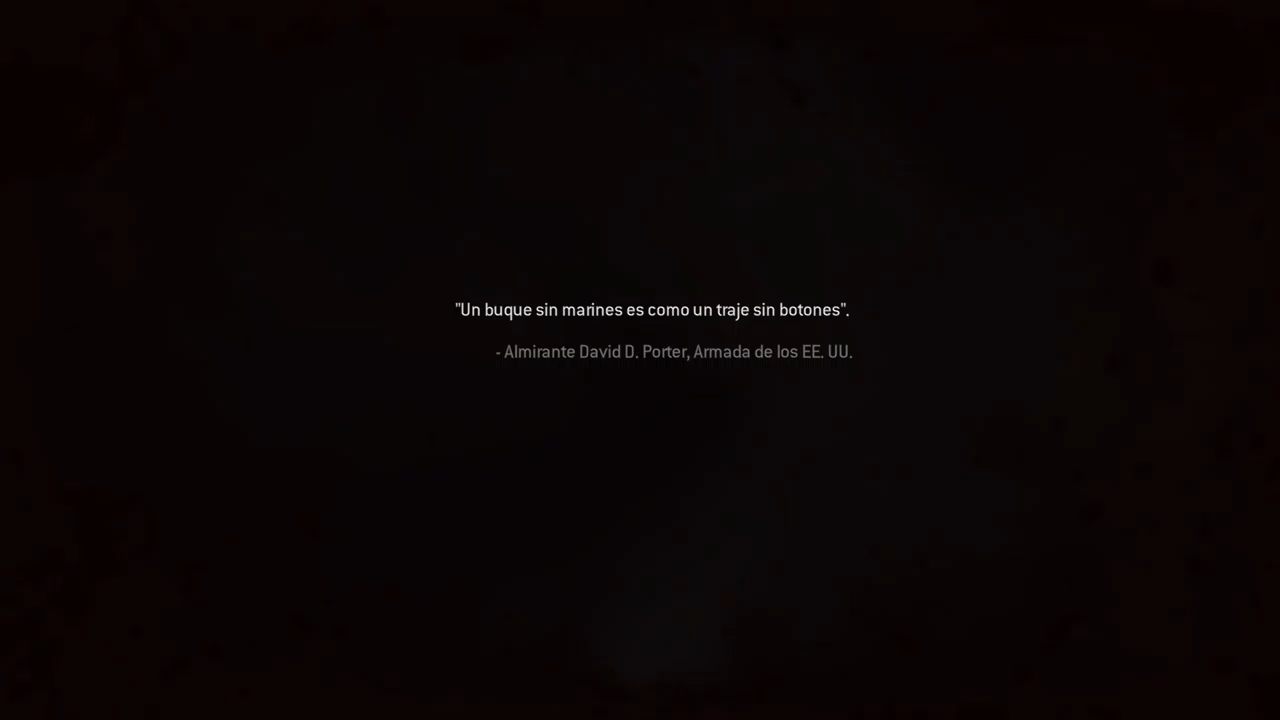 "Un buque sin marines es como un traje sin botones".
- Almirante David D. Porter, Armada de los EE. UU.